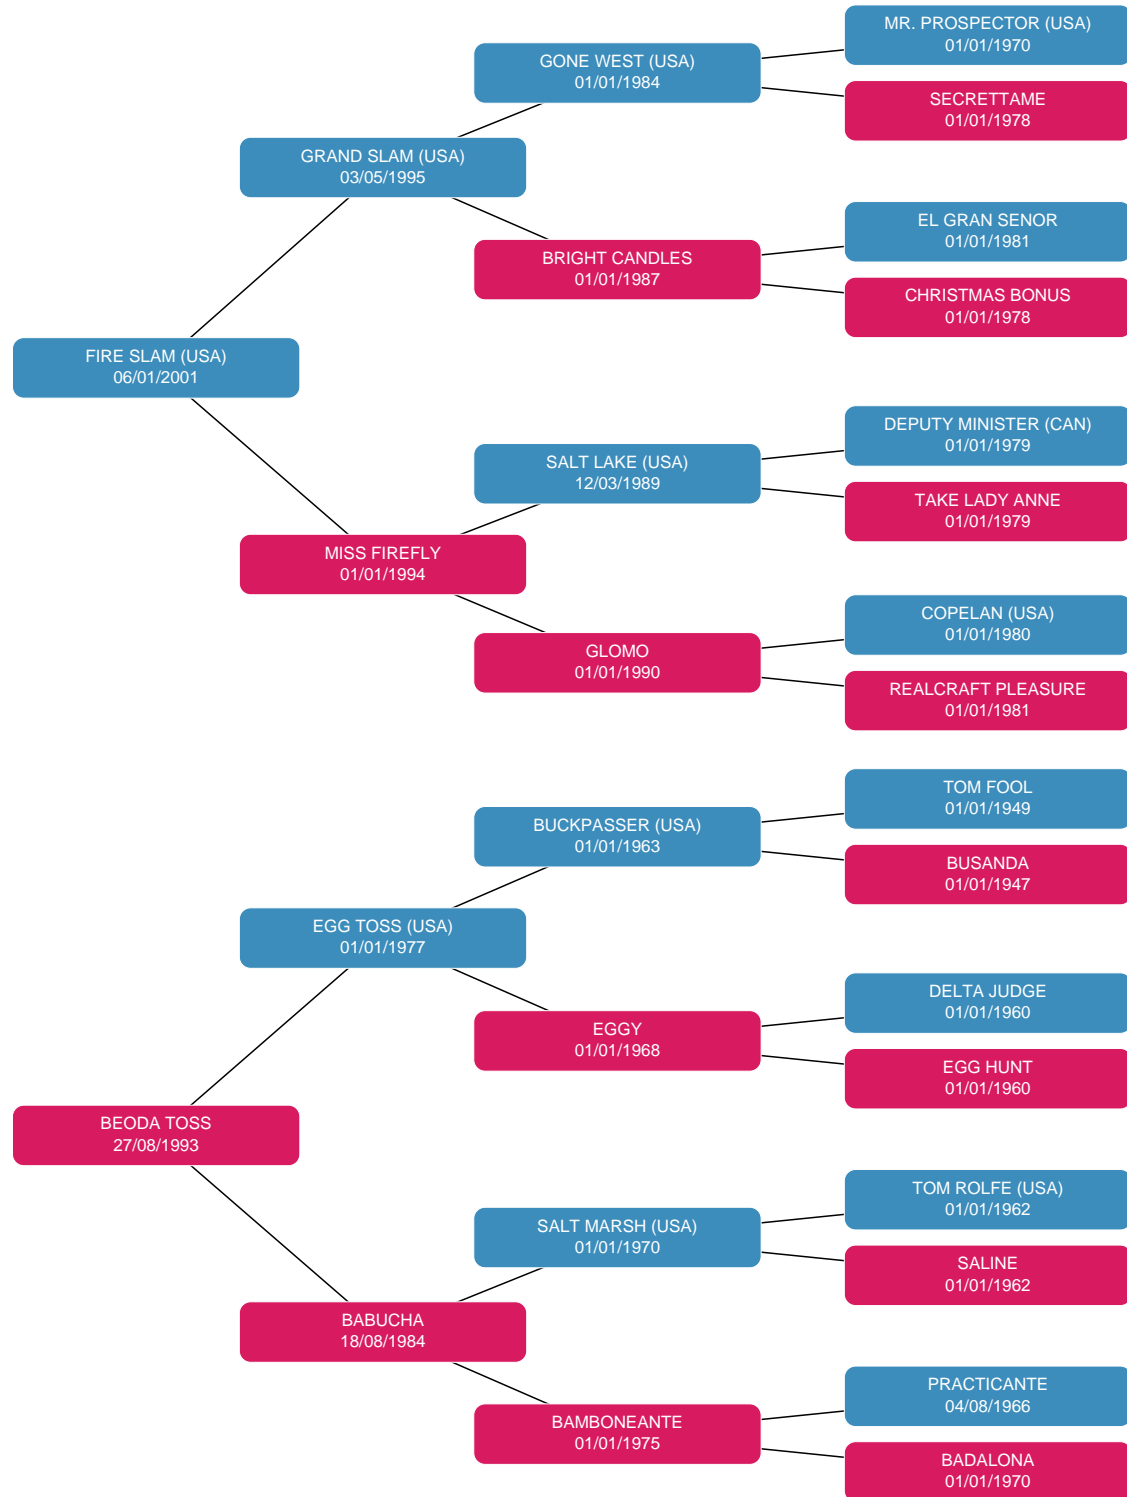 MR. PROSPECTOR (USA)
01/01/1970
GONE WEST (USA)
01/01/1984
SECRETTAME
01/01/1978
GRAND SLAM (USA)
03/05/1995
EL GRAN SENOR
01/01/1981
BRIGHT CANDLES
01/01/1987
CHRISTMAS BONUS
01/01/1978
FIRE SLAM (USA)
06/01/2001
DEPUTY MINISTER (CAN)
01/01/1979
SALT LAKE (USA)
12/03/1989
TAKE LADY ANNE
01/01/1979
MISS FIREFLY
01/01/1994
COPELAN (USA)
01/01/1980
GLOMO
01/01/1990
REALCRAFT PLEASURE
01/01/1981
TOM FOOL
01/01/1949
BUCKPASSER (USA)
01/01/1963
BUSANDA
01/01/1947
EGG TOSS (USA)
01/01/1977
DELTA JUDGE
01/01/1960
EGGY
01/01/1968
EGG HUNT
01/01/1960
BEODA TOSS
27/08/1993
TOM ROLFE (USA)
01/01/1962
SALT MARSH (USA)
01/01/1970
SALINE
01/01/1962
BABUCHA
18/08/1984
PRACTICANTE
04/08/1966
BAMBONEANTE
01/01/1975
BADALONA
01/01/1970